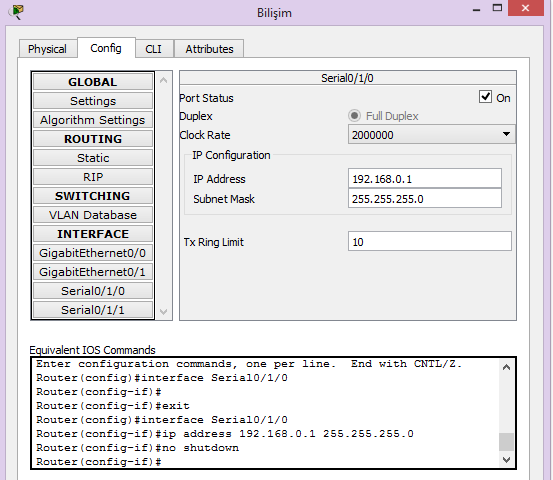 Bilişim
Physical Config CLI Attributes
GLOBAL
Settings
Algorithm Settings
ROUTING
Static
RIP
SWITCHING
VLAN Database
INTERFACE
GigabitEthernet0/0
GigabitEthernet0/1
Serial0/1/0
Serial0/1/1
Serial0/1/0
Port Status On
Duplex Full Duplex
Clock Rate 2000000
IP Configuration
IP Address 192.168.0.1
Subnet Mask 255.255.255.0
Tx Ring Limit 10
Equivalent IOS Commands
Enter configuration commands, one per line. End with CNTL/Z.
Router(config)#interface Serial0/1/0
Router(config-if)#
Router(config-if)#exit
Router(config)#interface Serial0/1/0
Router(config-if)#ip address 192.168.0.1 255.255.255.0
Router(config-if)#no shutdown
Router(config-if)#